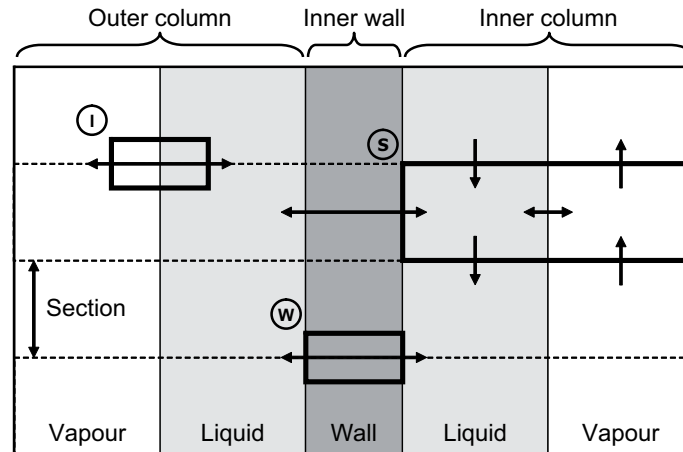 Outer column Inner wall Inner column
I
S
Section
W
Vapour Liquid Wall Liquid Vapour